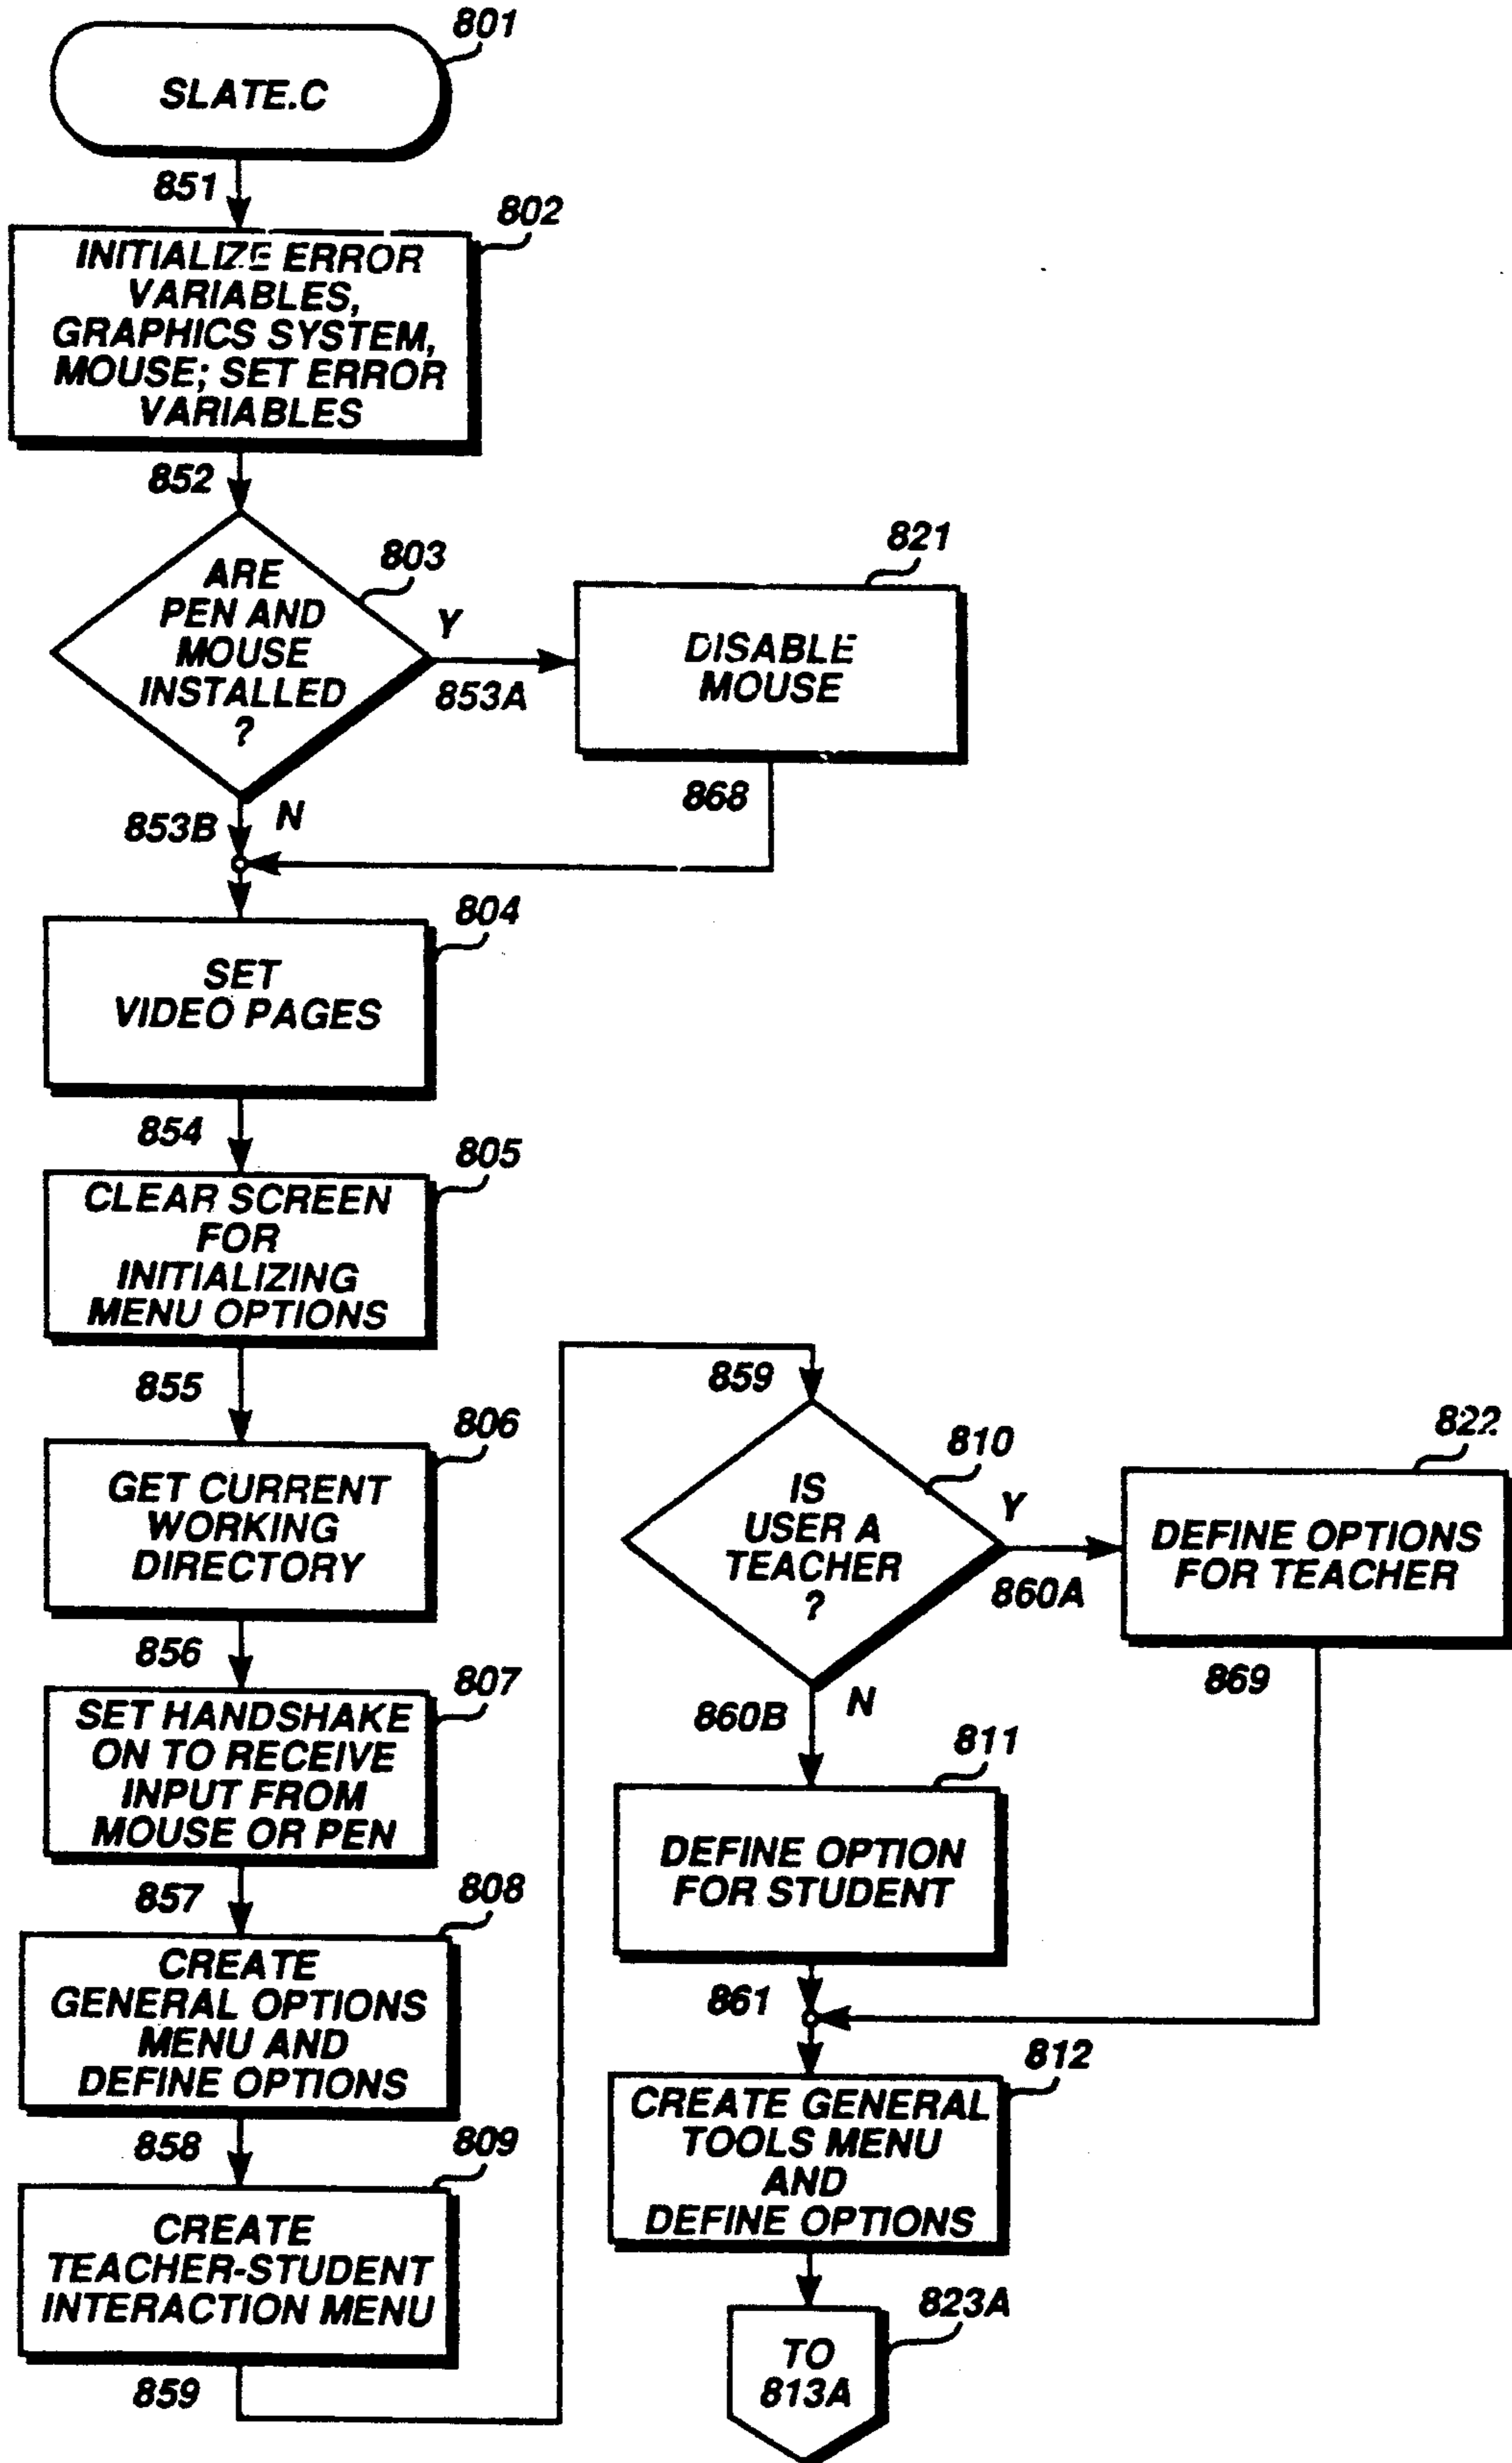 801
SLATE.C
851
802
INITIALIZE ERROR
VARIABLES,
GRAPHICS SYSTEM,
MOUSE; SET ERROR
VARIABLES
852
803
ARE
PEN AND
MOUSE
INSTALLED
?
Y
853A
821
DISABLE
MOUSE
868
853B
N
804
SET
VIDEO PAGES
854
805
CLEAR SCREEN
FOR
INITIALIZING
MENU OPTIONS
855
806
GET CURRENT
WORKING
DIRECTORY
856
807
SET HANDSHAKE
ON TO RECEIVE
INPUT FROM
MOUSE OR PEN
857
808
CREATE
GENERAL OPTIONS
MENU AND
DEFINE OPTIONS
858
809
CREATE
TEACHER-STUDENT
INTERACTION MENU
859
859
810
IS
USER A
TEACHER
?
Y
860A
822
DEFINE OPTIONS
FOR TEACHER
869
860B
N
811
DEFINE OPTION
FOR STUDENT
861
812
CREATE GENERAL
TOOLS MENU
AND
DEFINE OPTIONS
823A
TO
813A